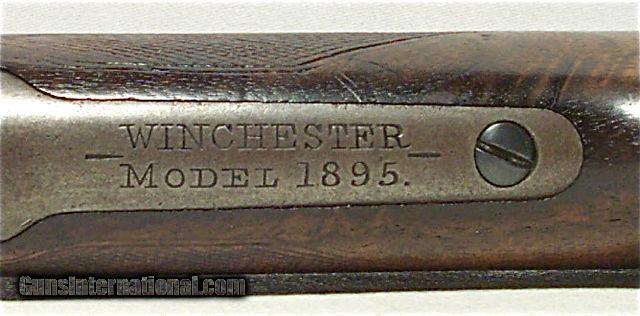 —WINCHESTER—
MODEL 1895.
GunsInternational.com